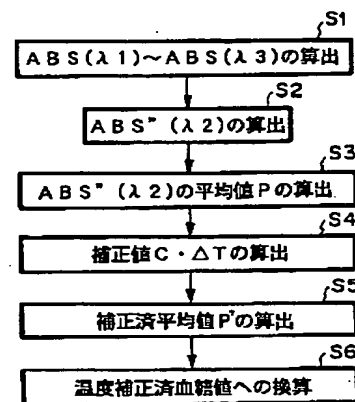 S1
ABS(λ1)～ABS(λ3)の算出
S2
ABS"(λ2)の算出
S3
ABS"(λ2)の平均値Pの算出
S4
補正値C・△Tの算出
S5
補正済平均値P'の算出
S6
温度補正済血糖値への換算